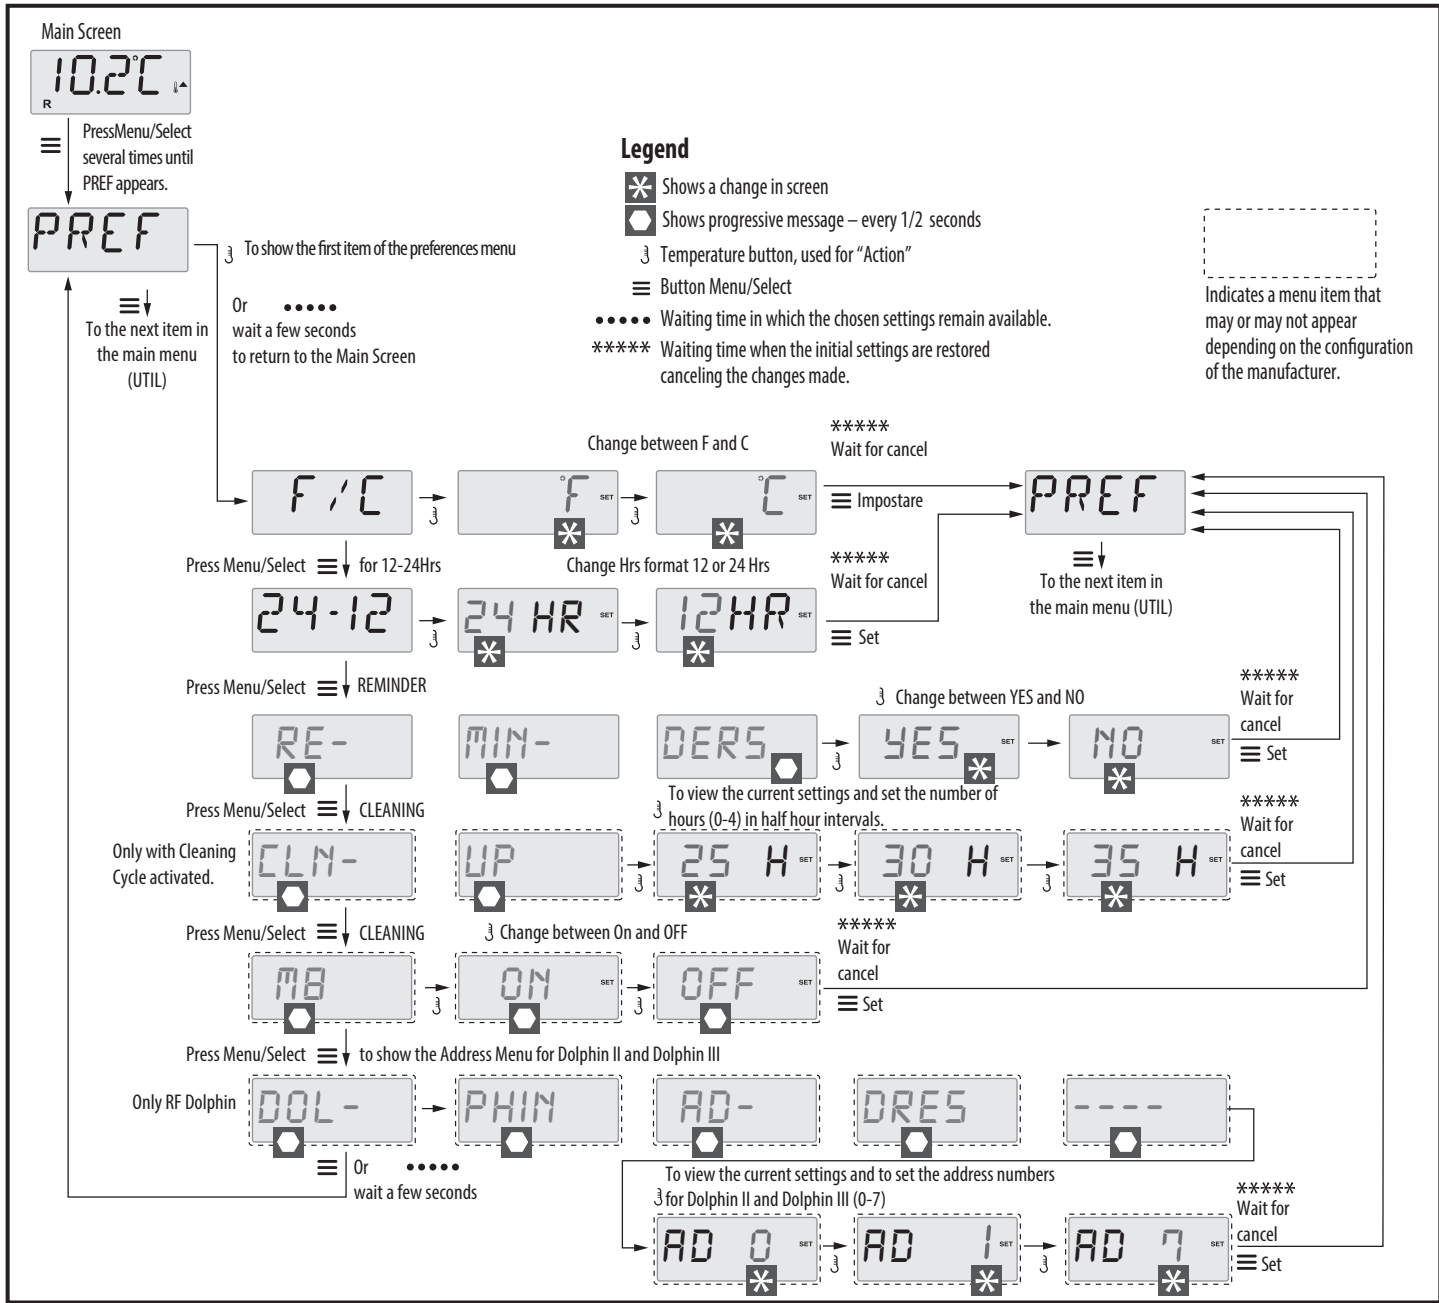 Main Screen
10.2°C
R
PressMenu/Select
several times until
PREF appears.
PREF
To show the first item of the preferences menu
Or •••••
wait a few seconds
to return to the Main Screen
To the next item in
the main menu
(UTIL)
Legend
Shows a change in screen
Shows progressive message – every 1/2 seconds
Temperature button, used for “Action”
Button Menu/Select
••••• Waiting time in which the chosen settings remain available.
***** Waiting time when the initial settings are restored
canceling the changes made.
Indicates a menu item that
may or may not appear
depending on the configuration
of the manufacturer.
Change between F and C
*****
Wait for cancel
F/C
°F SET
°C SET
Impostare
PREF
To the next item in
the main menu (UTIL)
Press Menu/Select for 12-24Hrs
Change Hrs format 12 or 24 Hrs
*****
Wait for cancel
24-12
24 HR SET
12 HR SET
Set
Press Menu/Select REMINDER
Change between YES and NO
*****
Wait for
cancel
Set
RE-
MIN-
DERS
YES SET
NO SET
Press Menu/Select CLEANING
To view the current settings and set the number of
hours (0-4) in half hour intervals.
*****
Wait for
cancel
Set
Only with Cleaning
Cycle activated.
CLN-
UP
25 H SET
30 H SET
35 H SET
Press Menu/Select CLEANING
Change between On and OFF
*****
Wait for
cancel
Set
M8
ON SET
OFF SET
Press Menu/Select to show the Address Menu for Dolphin II and Dolphin III
Only RF Dolphin
DOL-
PHIN
AD-
DRES
----
Or •••••
wait a few seconds
To view the current settings and to set the address numbers
for Dolphin II and Dolphin III (0-7)
AD 0 SET
AD 1 SET
AD 7 SET
*****
Wait for
cancel
Set